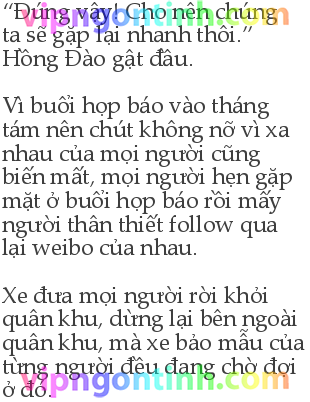 vipngontinh.com
“Đúng vậy! Cho nên chúng
ta sẽ gặp lại nhanh thôi.”
Hồng Đào gật đầu.
Vì buổi họp báo vào tháng
tám nên chút không nỡ vì xa
nhau của mọi người cũng
biến mất, mọi người hẹn gặp
mặt ở buổi họp báo rồi mấy
người thân thiết follow qua
lại weibo của nhau.
Xe đưa mọi người rời khỏi
quân khu, dừng lại bên ngoài
quân khu, mà xe bảo mẫu của
từng người đều đang chờ đợi
ở đó.
vipngontinh.com